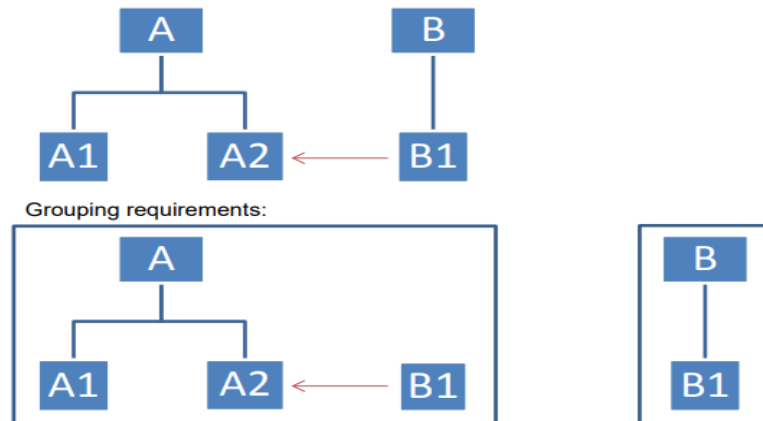 A B
A1 A2 B1
Grouping requirements:
A B
A1 A2 B1 B1